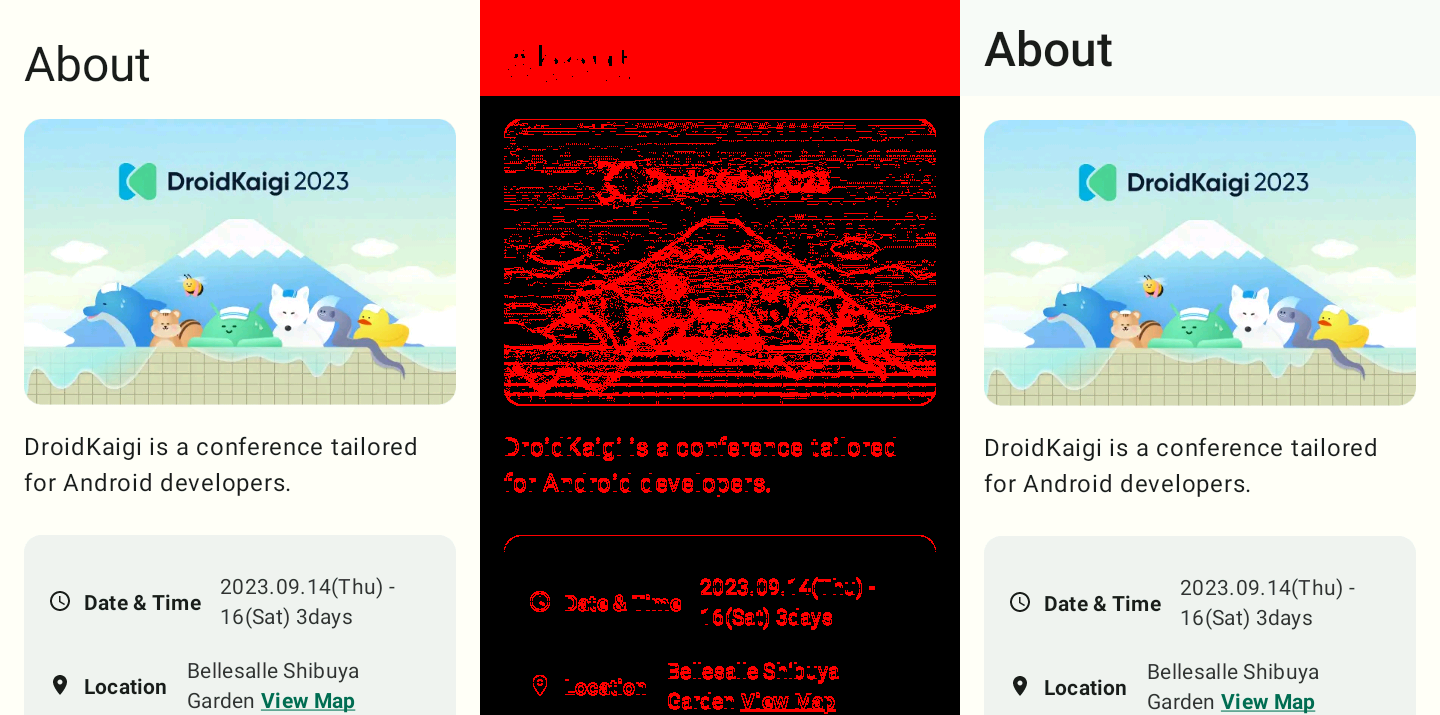 About
DroidKaigi 2023
DroidKaigi is a conference tailored
for Android developers.
Date & Time
2023.09.14(Thu) -
16(Sat) 3days
Location
Bellesalle Shibuya
Garden View Map
About
DroidKaigi 2023
DroidKaigi is a conference tailored
for Android developers.
Date & Time
2023.09.14(Thu) -
16(Sat) 3days
Location
Bellesalle Shibuya
Garden View Map
About
DroidKaigi 2023
DroidKaigi is a conference tailored
for Android developers.
Date & Time
2023.09.14(Thu) -
16(Sat) 3days
Location
Bellesalle Shibuya
Garden View Map